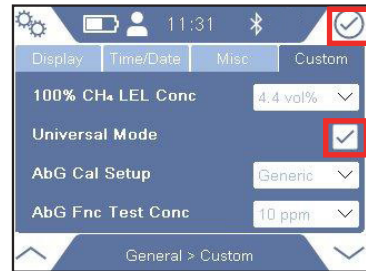 11:31
Display Time/Date Misc Custom
100% CH₄ LEL Conc 4.4 vol%
Universal Mode
AbG Cal Setup Generic
AbG Fnc Test Conc 10 ppm
General > Custom